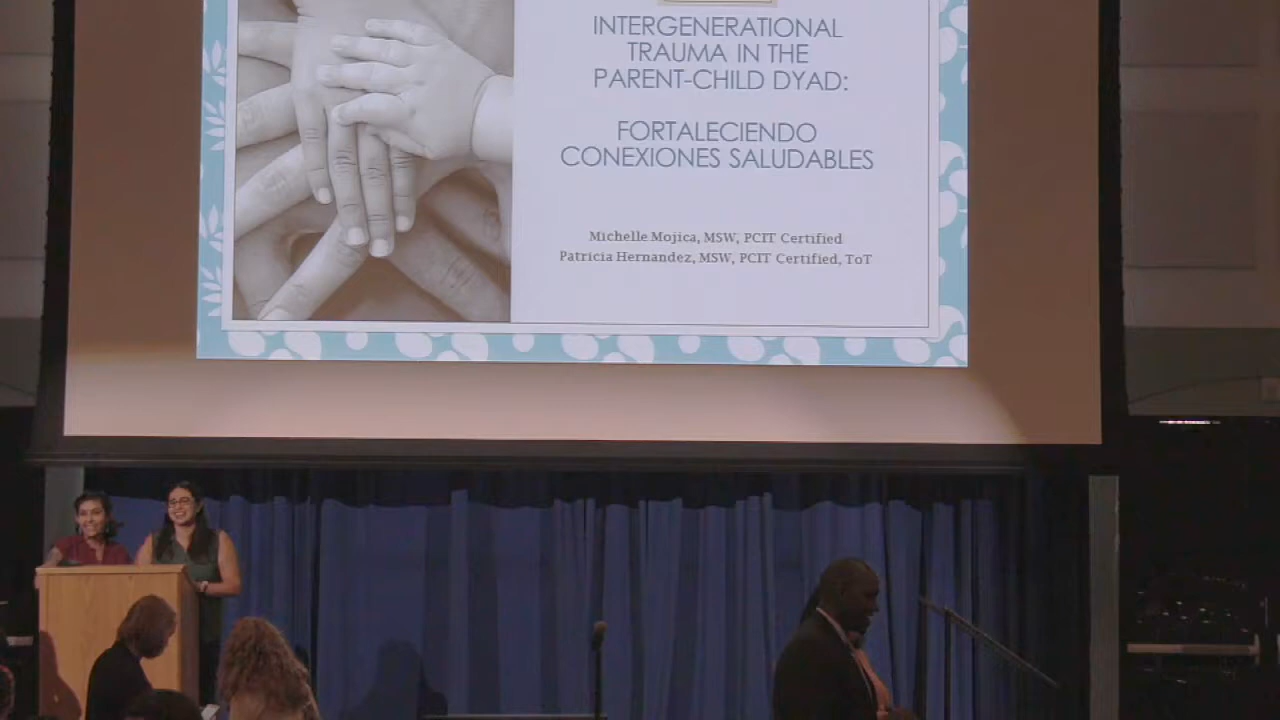 INTERGENERATIONAL
TRAUMA IN THE
PARENT-CHILD DYAD:
FORTALECIENDO
CONEXIONES SALUDABLES
Michelle Mojica, MSW, PCIT Certified
Patricia Hernandez, MSW, PCIT Certified, ToT